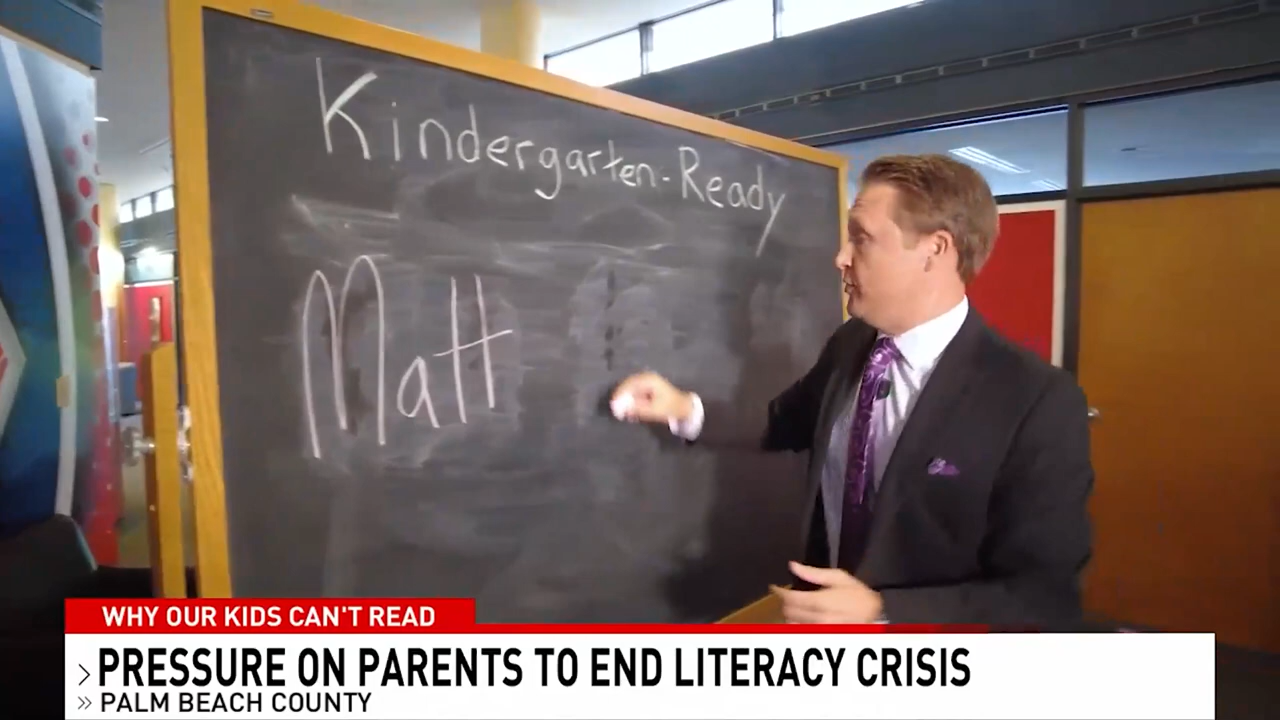 Kindergarten-Ready
Matt
WHY OUR KIDS CAN'T READ
PRESSURE ON PARENTS TO END LITERACY CRISIS
PALM BEACH COUNTY